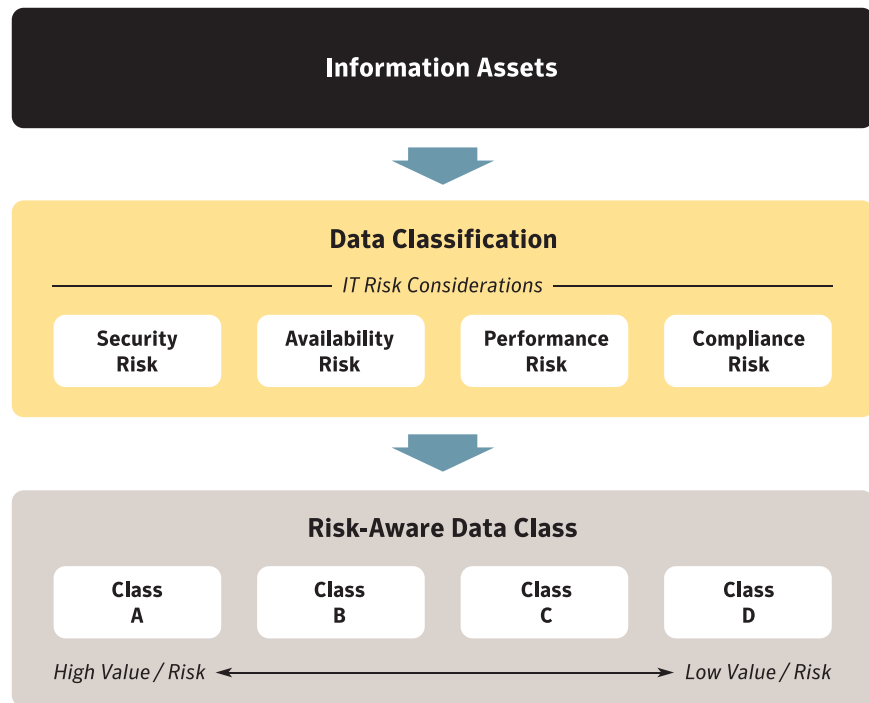 Information Assets
Data Classification
IT Risk Considerations
Security
Risk
Availability
Risk
Performance
Risk
Compliance
Risk
Risk-Aware Data Class
Class
A
Class
B
Class
C
Class
D
High Value / Risk
Low Value / Risk